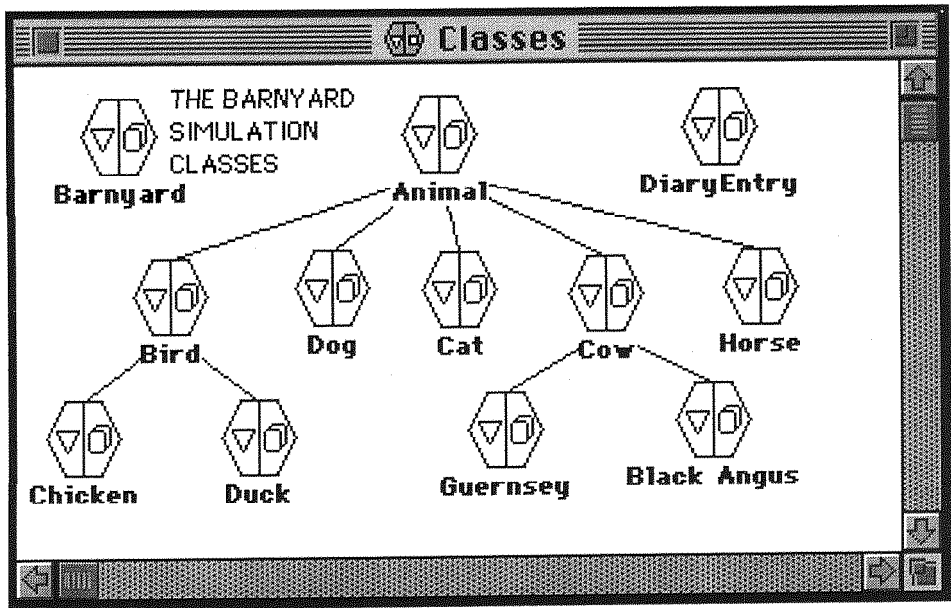 Classes
THE BARNYARD
SIMULATION
CLASSES
Barnyard
Animal
DiaryEntry
Bird
Dog
Cat
Cow
Horse
Chicken
Duck
Guernsey
Black Angus